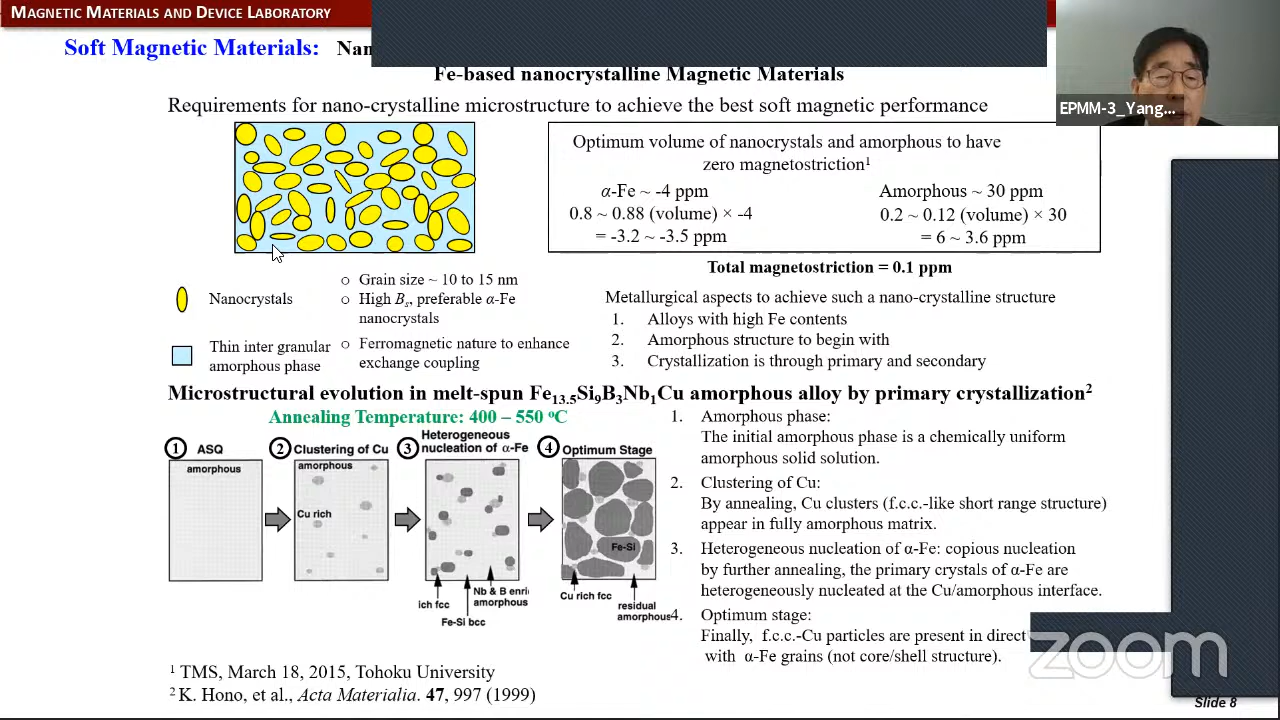 MAGNETIC MATERIALS AND DEVICE LABORATORY
Soft Magnetic Materials:
Fe-based nanocrystalline Magnetic Materials
EPMM-3_Yang...
Requirements for nano-crystalline microstructure to achieve the best soft magnetic performance
Optimum volume of nanocrystals and amorphous to have
zero magnetostriction¹
α-Fe ~ -4 ppm
0.8 ~ 0.88 (volume) × -4
= -3.2 ~ -3.5 ppm
Amorphous ~ 30 ppm
0.2 ~ 0.12 (volume) × 30
= 6 ~ 3.6 ppm
Total magnetostriction = 0.1 ppm
Nanocrystals
○ Grain size ~ 10 to 15 nm
○ High Bs, preferable α-Fe
nanocrystals
Thin inter granular
amorphous phase
○ Ferromagnetic nature to enhance
exchange coupling
Metallurgical aspects to achieve such a nano-crystalline structure
1. Alloys with high Fe contents
2. Amorphous structure to begin with
3. Crystallization is through primary and secondary
Microstructural evolution in melt-spun Fe13.5Si9B3Nb1Cu amorphous alloy by primary crystallization²
Annealing Temperature: 400 – 550 °C
1 ASQ
amorphous
2 Clustering of Cu
amorphous
Cu rich
3 Heterogeneous
nucleation of α-Fe
ich fcc
Fe-Si bcc
Nb & B enri
amorphous
4 Optimum Stage
Fe-Si
Cu rich fcc
residual
amorphous
1. Amorphous phase:
The initial amorphous phase is a chemically uniform
amorphous solid solution.
2. Clustering of Cu:
By annealing, Cu clusters (f.c.c.-like short range structure)
appear in fully amorphous matrix.
3. Heterogeneous nucleation of α-Fe: copious nucleation
by further annealing, the primary crystals of α-Fe are
heterogeneously nucleated at the Cu/amorphous interface.
4. Optimum stage:
Finally, f.c.c.-Cu particles are present in direct
with α-Fe grains (not core/shell structure).
zoom
¹ TMS, March 18, 2015, Tohoku University
² K. Hono, et al., Acta Materialia. 47, 997 (1999)
Slide 8